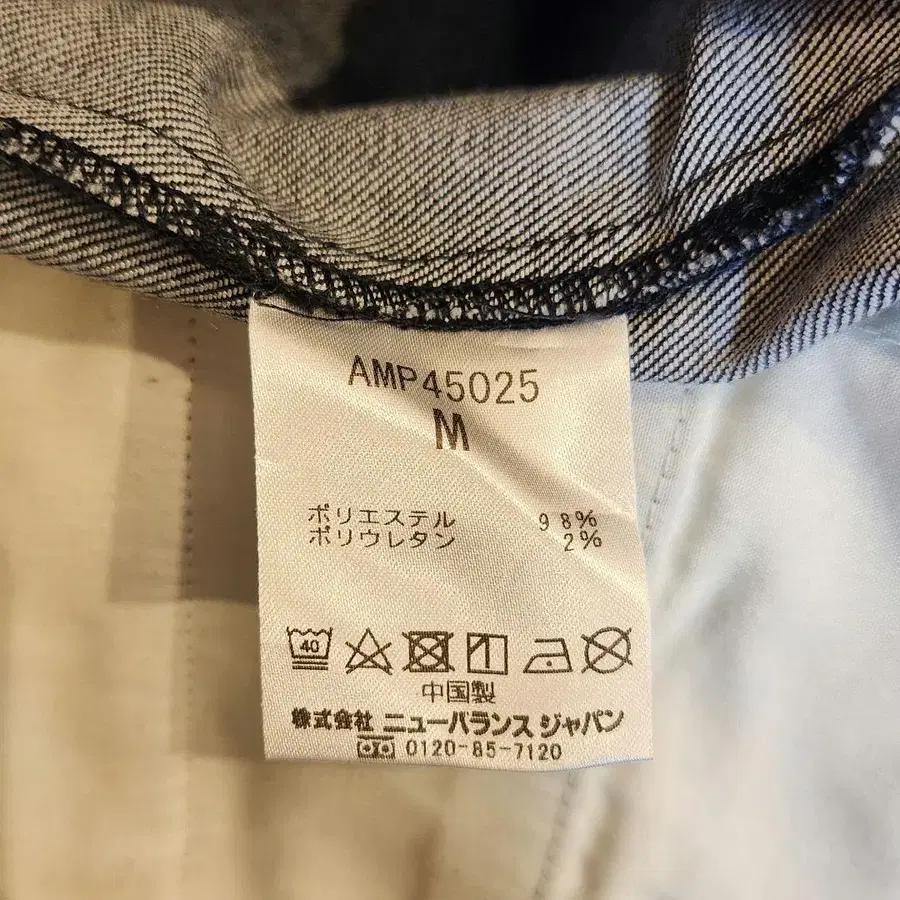 AMP45025
M
ポリエステル 98%
ポリウレタン 2%
40
中国製
株式会社 ニューバランス ジャパン
0120-85-7120